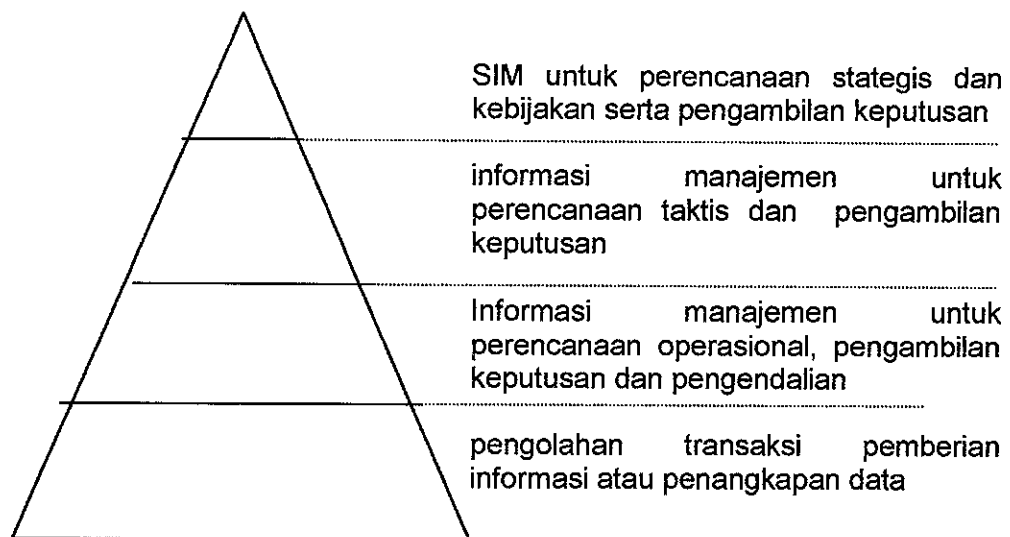 SIM untuk perencanaan stategis dan
kebijakan serta pengambilan keputusan
informasi manajemen untuk
perencanaan taktis dan pengambilan
keputusan
Informasi manajemen untuk
perencanaan operasional, pengambilan
keputusan dan pengendalian
pengolahan transaksi pemberian
informasi atau penangkapan data